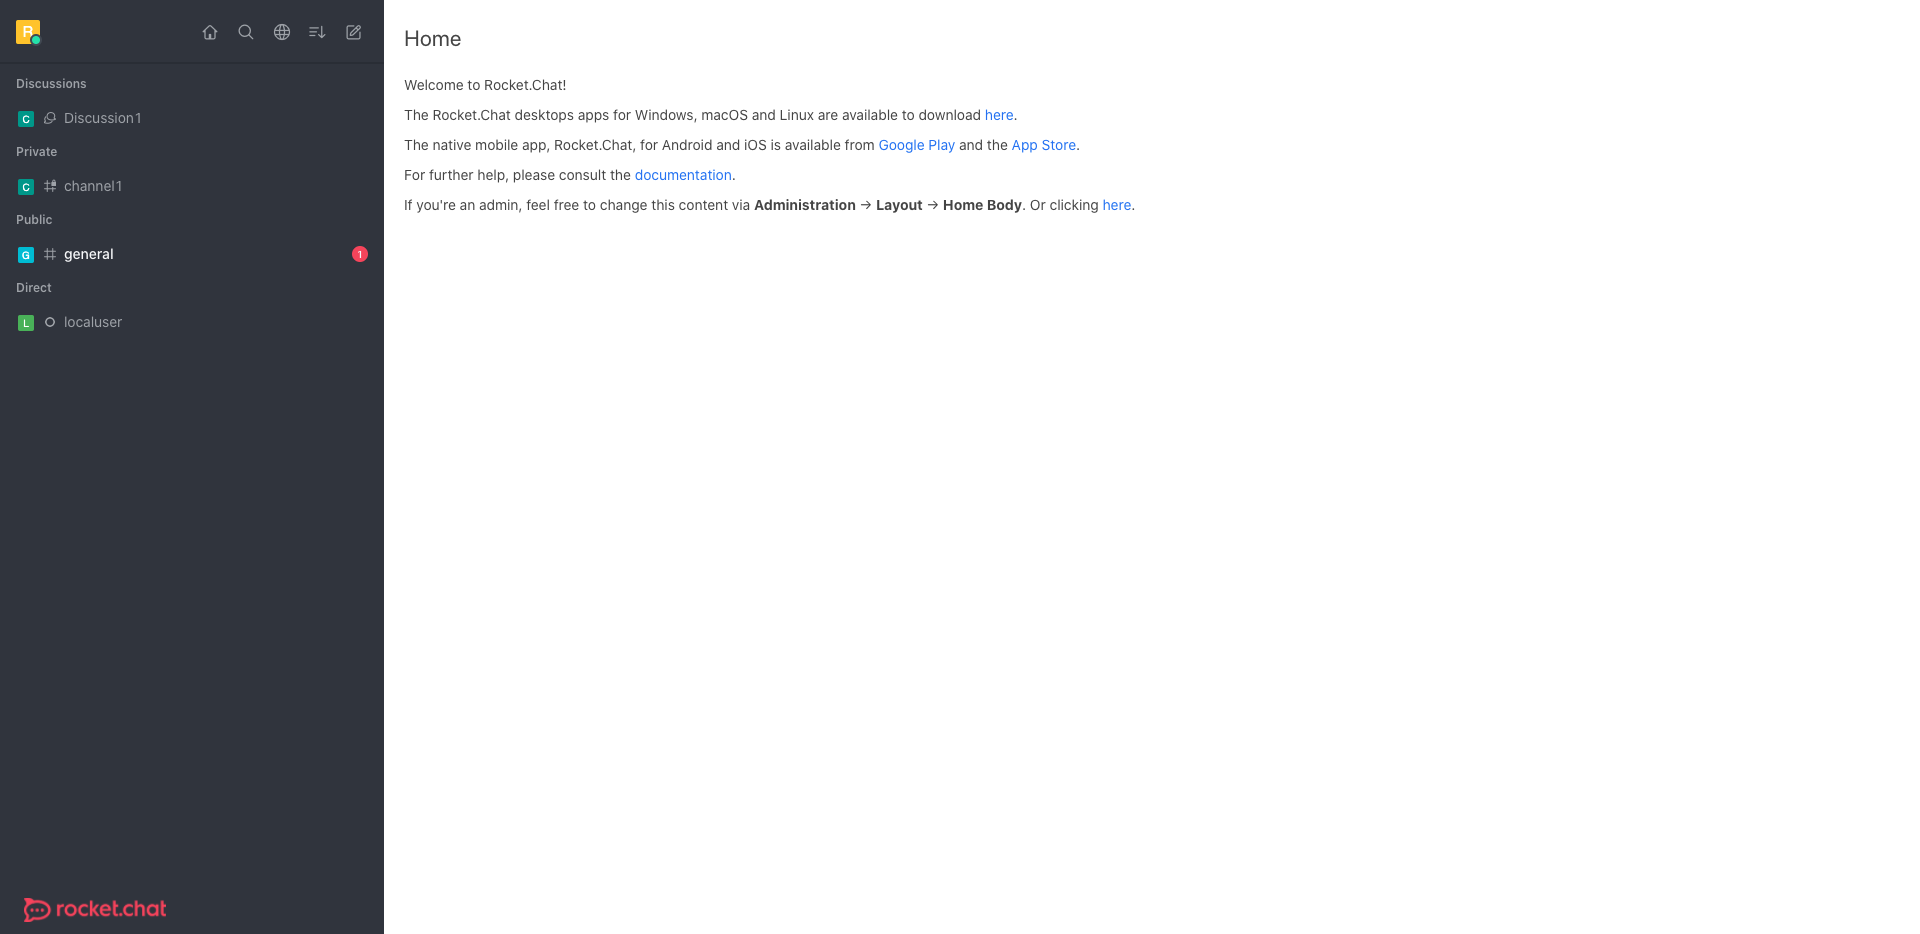 R
Discussions
C Discussion1
Private
C channel1
Public
G general 1
Direct
L localuser
rocket.chat
Home
Welcome to Rocket.Chat!
The Rocket.Chat desktops apps for Windows, macOS and Linux are available to download here.
The native mobile app, Rocket.Chat, for Android and iOS is available from Google Play and the App Store.
For further help, please consult the documentation.
If you're an admin, feel free to change this content via Administration → Layout → Home Body. Or clicking here.